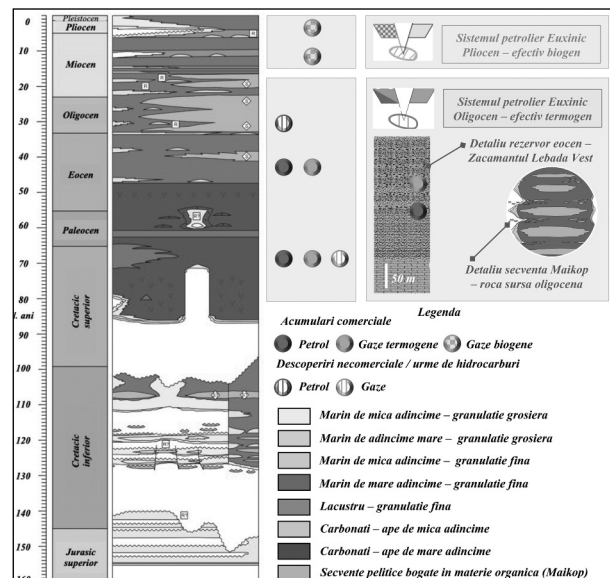 0
10
20
30
40
50
60
70
80
l. ani
90
100
110
120
130
140
150
160
Pleistocen
Pliocen
Miocen
Oligocen
Eocen
Paleocen
Cretacic
superior
Cretacic
inferior
Jurasic
superior
R
R
R
R
Sistemul petrolier Euxinic
Pliocen – efectiv biogen
Sistemul petrolier Euxinic
Oligocen – efectiv termogen
Detaliu rezervor eocen –
Zacamantul Lebada Vest
50 m
Detaliu secventa Maikop
– roca sursa oligocena
Legenda
Acumulari comerciale
Petrol
Gaze termogene
Gaze biogene
Descoperiri necomerciale / urme de hidrocarburi
Petrol
Gaze
Marin de mica adincime – granulatie grosiera
Marin de adincime mare – granulatie grosiera
Marin de mica adincime – granulatie fina
Marin de mare adincime – granulatie fina
Lacustru – granulatie fina
Carbonati – ape de mica adincime
Carbonati – ape de mare adincime
Secvente pelitice bogate in materie organica (Maikop)